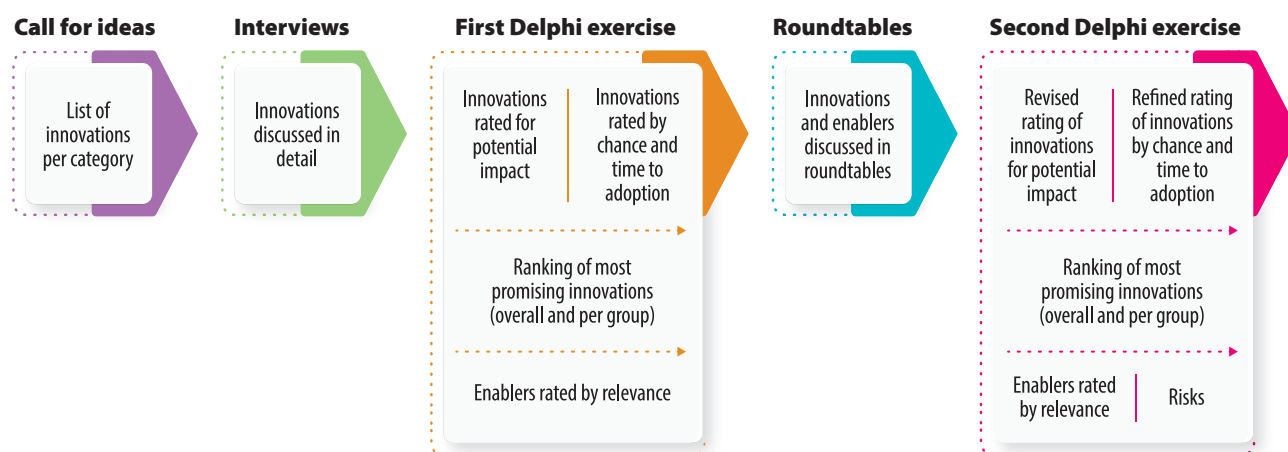 Call for ideas
List of
innovations
per category
Interviews
Innovations
discussed in
detail
First Delphi exercise
Innovations
rated for
potential
impact
Innovations
rated by
chance and
time to
adoption
Ranking of most
promising innovations
(overall and per group)
Enablers rated by relevance
Roundtables
Innovations
and enablers
discussed in
roundtables
Second Delphi exercise
Revised
rating of
innovations
for potential
impact
Refined rating
of innovations
by chance and
time to
adoption
Ranking of most
promising innovations
(overall and per group)
Enablers rated
by relevance
Risks